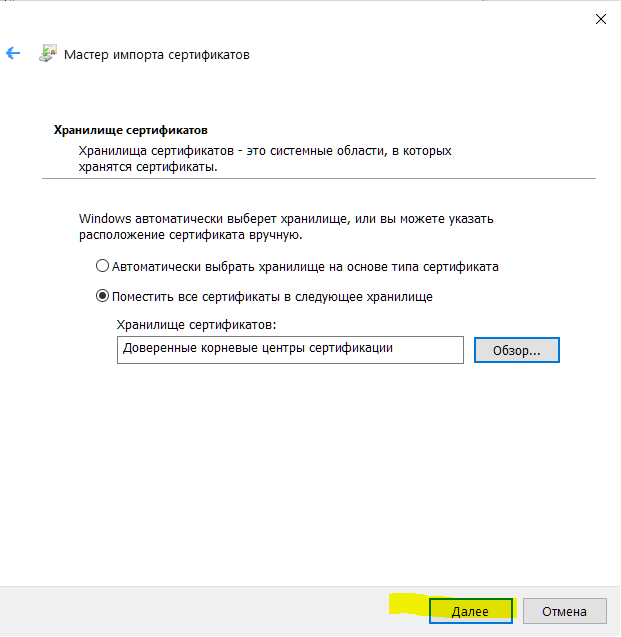 Мастер импорта сертификатов
Хранилище сертификатов
Хранилища сертификатов - это системные области, в которых
хранятся сертификаты.
Windows автоматически выберет хранилище, или вы можете указать
расположение сертификата вручную.
Автоматически выбрать хранилище на основе типа сертификата
Поместить все сертификаты в следующее хранилище
Хранилище сертификатов:
Доверенные корневые центры сертификации
Обзор...
Далее
Отмена